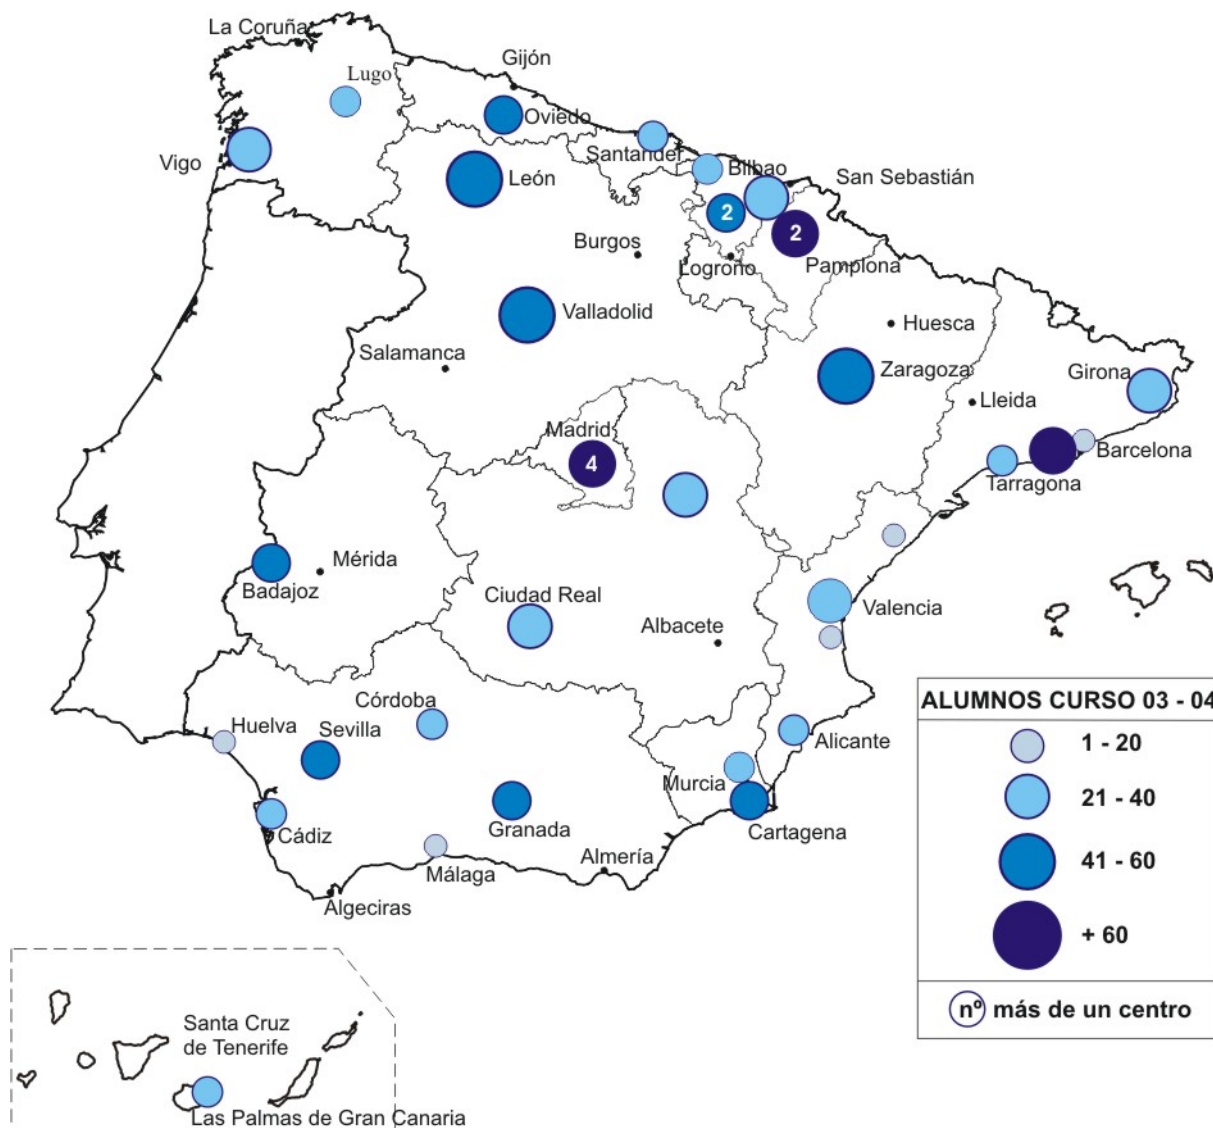 La Coruña
Gijón
Lugo
Oviedo
Santander
Vigo
León
Bilbao
San Sebastián
2
2
Burgos
Logroño
Pamplona
Valladolid
Huesca
Salamanca
Zaragoza
Girona
Lleida
Madrid
4
Barcelona
Tarragona
Mérida
Badajoz
Ciudad Real
Valencia
Albacete
Córdoba
Huelva
Sevilla
Alicante
Murcia
Cádiz
Granada
Cartagena
Málaga
Almería
Algeciras
ALUMNOS CURSO 03 - 04
1 - 20
21 - 40
41 - 60
+ 60
nº más de un centro
Santa Cruz
de Tenerife
Las Palmas de Gran Canaria